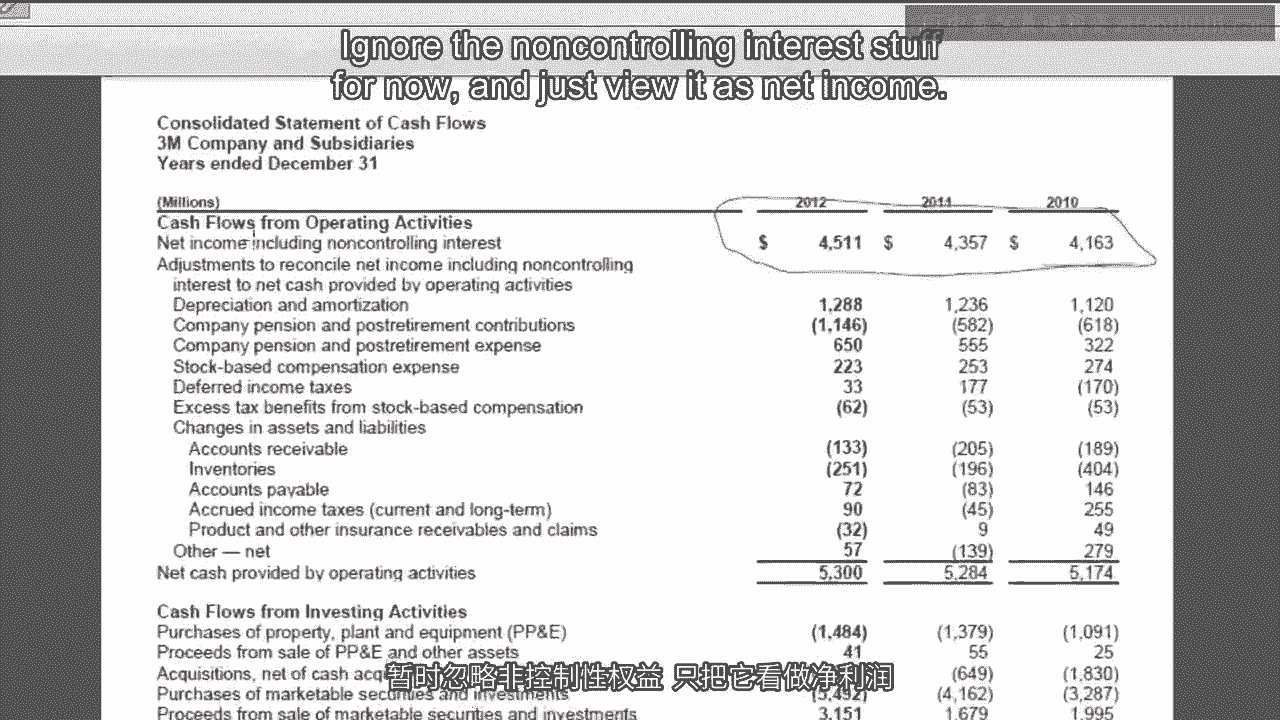 Ignore the noncontrolling interest stuff
for now, and just view it as net income.
Consolidated Statement of Cash Flows
3M Company and Subsidiaries
Years ended December 31
(Millions) 2012 2011 2010
Cash Flows from Operating Activities
Net income including noncontrolling interest $ 4,511 $ 4,357 $ 4,163
Adjustments to reconcile net income including noncontrolling
interest to net cash provided by operating activities
Depreciation and amortization 1,288 1,236 1,120
Company pension and postretirement contributions (1,146) (582) (618)
Company pension and postretirement expense 650 555 322
Stock-based compensation expense 223 253 274
Deferred income taxes 33 177 (170)
Excess tax benefits from stock-based compensation (62) (53) (53)
Changes in assets and liabilities
Accounts receivable (133) (205) (189)
Inventories (251) (196) (404)
Accounts payable 72 (83) 146
Accrued income taxes (current and long-term) 90 (45) 255
Product and other insurance receivables and claims (32) 9 49
Other — net 57 (139) 279
Net cash provided by operating activities 5,300 5,284 5,174
Cash Flows from Investing Activities
Purchases of property, plant and equipment (PP&E) (1,484) (1,379) (1,091)
Proceeds from sale of PP&E and other assets 41 55 25
Acquisitions, net of cash (649) (1,830)
Purchases of marketable securities and investments (4,162) (3,287)
Proceeds from sale of marketable securities and investments 3,151 1,679 1,995
暂时忽略非控制性权益 只把它看做净利润